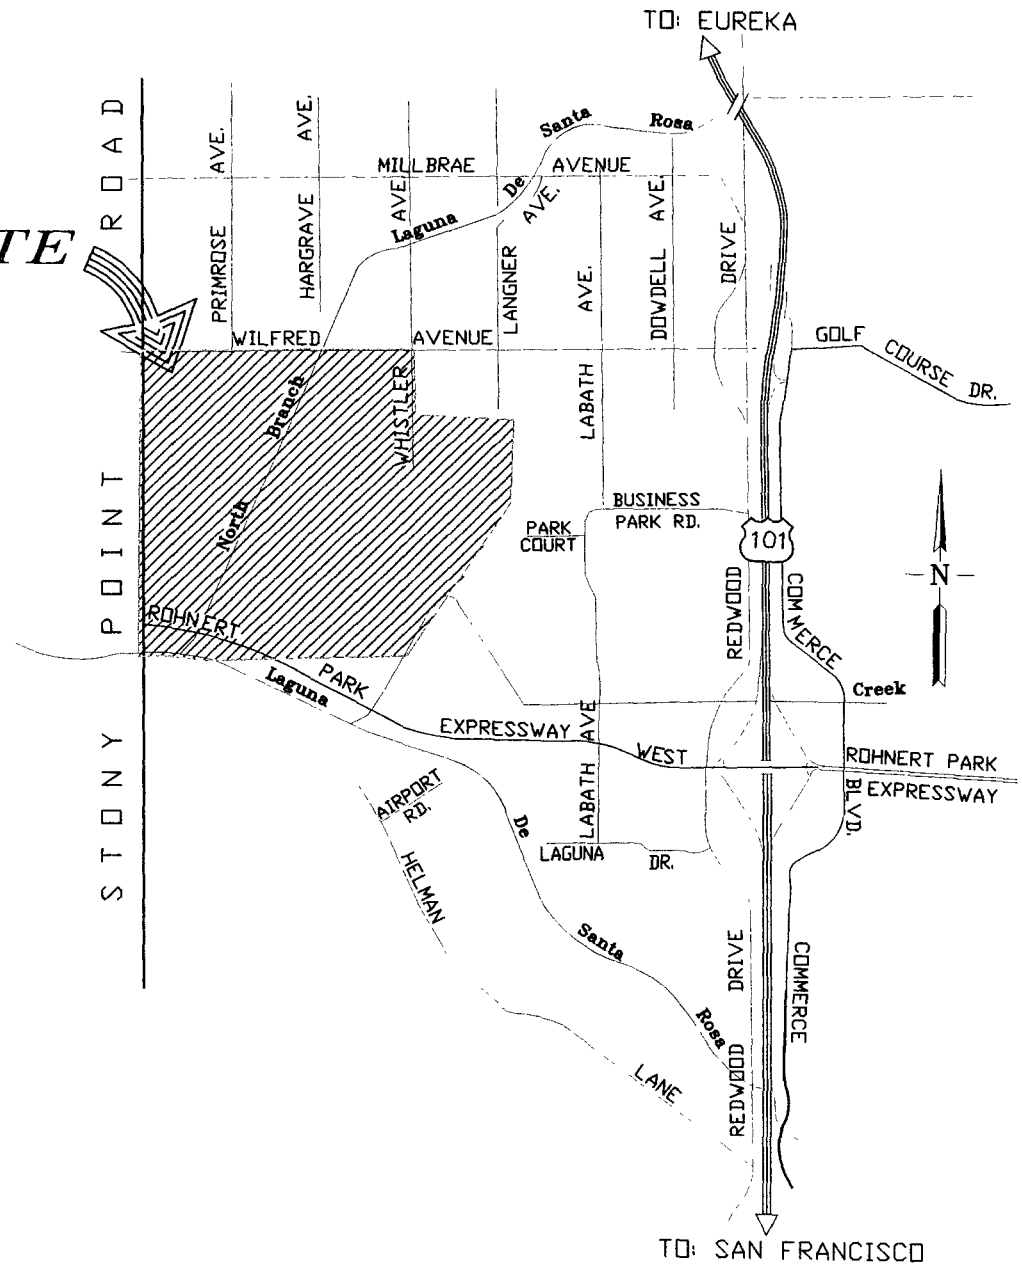 TO: EUREKA
STONY POINT ROAD
PRIMROSE AVE.
HARGRAVE AVE.
MILLBRAE AVENUE
AVE.
Laguna De Santa Rosa
AVE.
LANGNER
LABATH AVE.
DOWDELL AVE.
DRIVE
WILFRED AVENUE
GOLF COURSE DR.
WHISTLER
North Branch
BUSINESS
PARK RD.
PARK
COURT
101
N
REDWOOD
COMMERCE
ROHNERT PARK EXPRESSWAY WEST
Laguna De Santa Rosa
Creek
ROHNERT PARK
EXPRESSWAY
BLVD.
LABATH AVE
AIRPORT
RD.
LAGUNA DR.
HELMAN LANE
REDWOOD DRIVE
COMMERCE
TO: SAN FRANCISCO